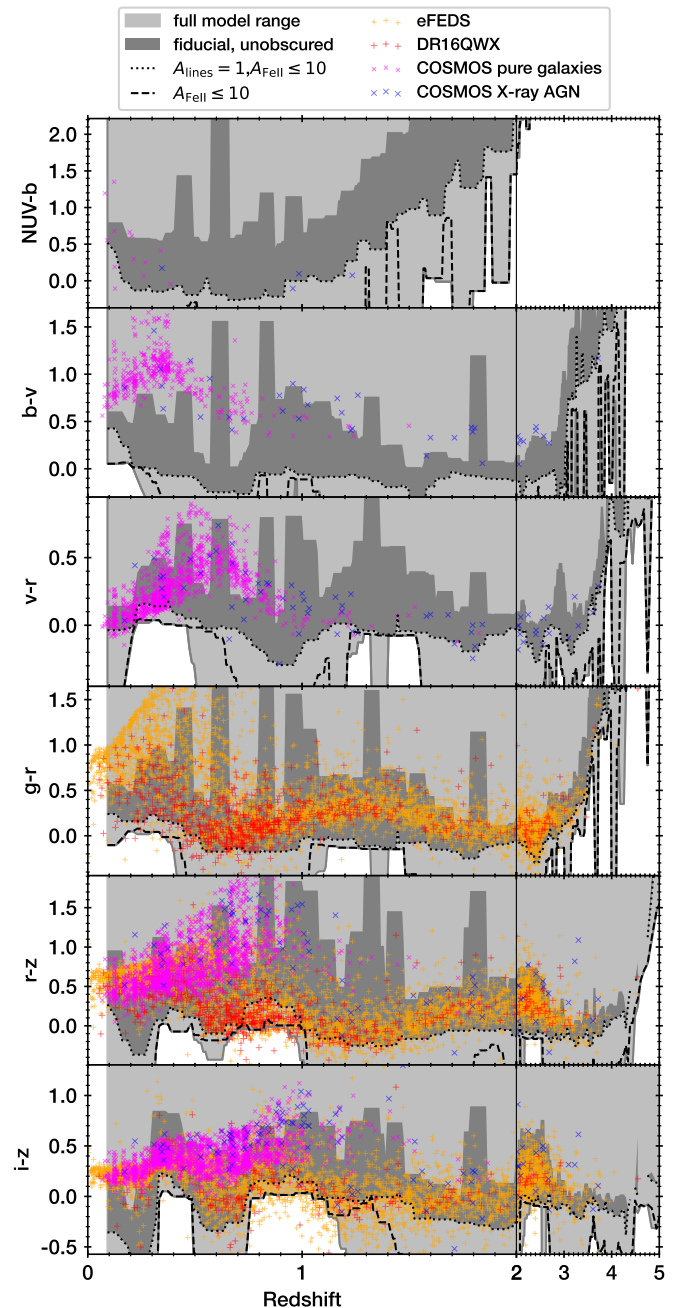 full model range
fiducial, unobscured
A_lines = 1, A_FeII ≤ 10
A_FeII ≤ 10
eFEDS
DR16QWX
COSMOS pure galaxies
COSMOS X-ray AGN
NUV-b
2.0
1.5
1.0
0.5
0.0
b-v
1.5
1.0
0.5
0.0
v-r
0.5
0.0
g-r
1.5
1.0
0.5
0.0
r-z
1.5
1.0
0.5
0.0
i-z
1.0
0.5
0.0
-0.5
0 1 2 3 4 5
Redshift